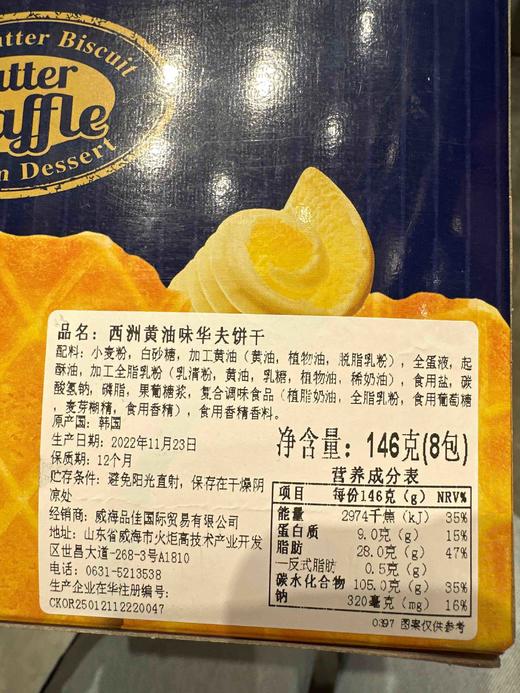 utter Biscuit
utter
affle
n Dessert
品名：西洲黄油味华夫饼干
配料：小麦粉，白砂糖，加工黄油（黄油，植物油，脱脂乳粉），全蛋液，起
酥油，加工全脂乳粉（乳清粉，黄油，乳糖，植物油，稀奶油），食用盐，碳
酸氢钠，磷脂，果葡糖浆，复合调味食品（植脂奶油，全脂乳粉，食用葡萄糖
，麦芽糊精，食用香精），食用香精香料。
原产国：韩国
生产日期：2022年11月23日
保质期：12个月
贮存条件：避免阳光直射，保存在干燥阴
凉处
经销商：威海品佳国际贸易有限公司
地址：山东省威海市火炬高技术产业开发
区世昌大道-268-3号A1810
电话：0631-5213538
生产企业在华注册编号：
CKOR25012112220047
净含量：146克(8包)
营养成分表
项目 每份146克（g） NRV%
能量 2974千焦（kJ） 35%
蛋白质 9.0克（g） 15%
脂肪 28.0克（g） 47%
—反式脂肪 0.5克（g）
碳水化合物 105.0克（g） 35%
钠 320毫克（mg） 16%
0397 图案仅供参考